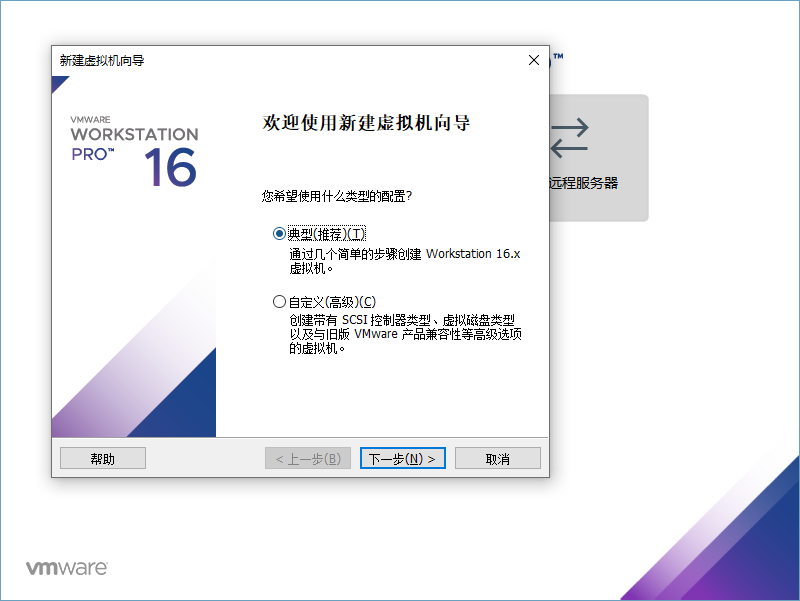 新建虚拟机向导
™
VMWARE
WORKSTATION
PRO™ 16
欢迎使用新建虚拟机向导
远程服务器
您希望使用什么类型的配置?
典型(推荐)(T)
通过几个简单的步骤创建 Workstation 16.x
虚拟机。
自定义(高级)(C)
创建带有 SCSI 控制器类型、虚拟磁盘类型
以及与旧版 VMware 产品兼容性等高级选项
的虚拟机。
帮助
< 上一步(B)
下一步(N) >
取消
vmware